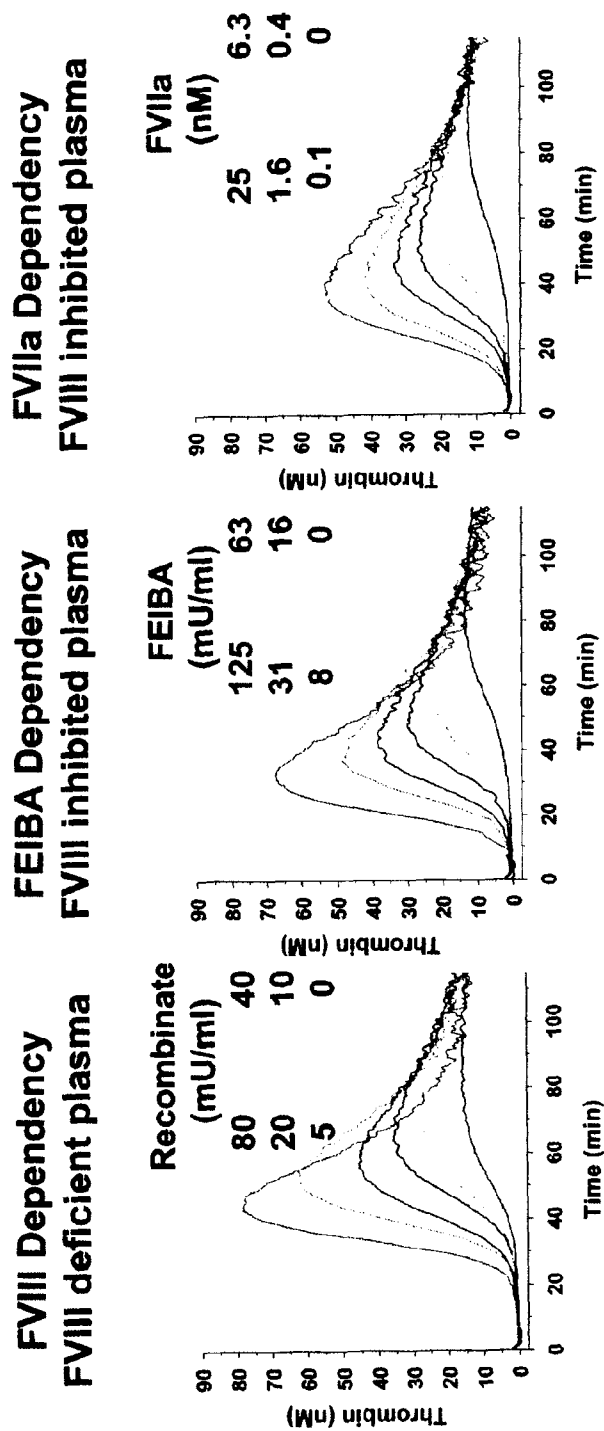 FVIII Dependency
FVIII deficient plasma
Recombinate
(mU/ml)
80 40
20 10
5 0
90
80
70
60
50
40
30
20
10
0
Thrombin (nM)
0 20 40 60 80 100
Time (min)
FEIBA Dependency
FVIII inhibited plasma
FEIBA
(mU/ml)
125 63
31 16
8 0
90
80
70
60
50
40
30
20
10
0
Thrombin (nM)
0 20 40 60 80 100
Time (min)
FVIIa Dependency
FVIII inhibited plasma
FVIIa
(nM)
25 6.3
1.6 0.4
0.1 0
90
80
70
60
50
40
30
20
10
0
Thrombin (nM)
0 20 40 60 80 100
Time (min)